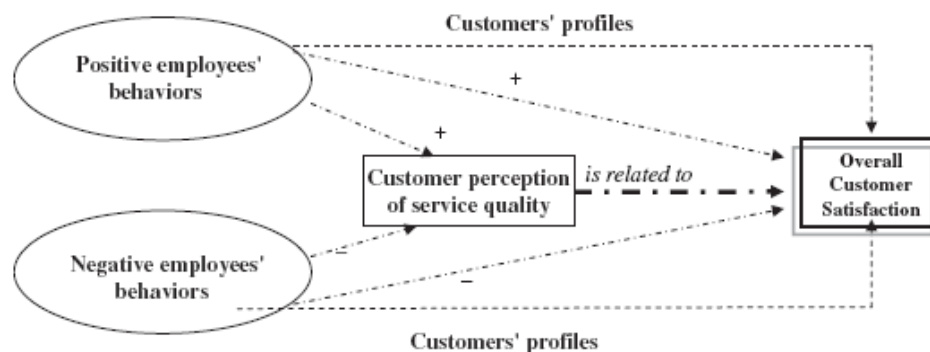 Customers' profiles
Positive employees'
behaviors
+
+
Customer perception
of service quality
is related to
Overall
Customer
Satisfaction
Negative employees'
behaviors
–
–
Customers' profiles